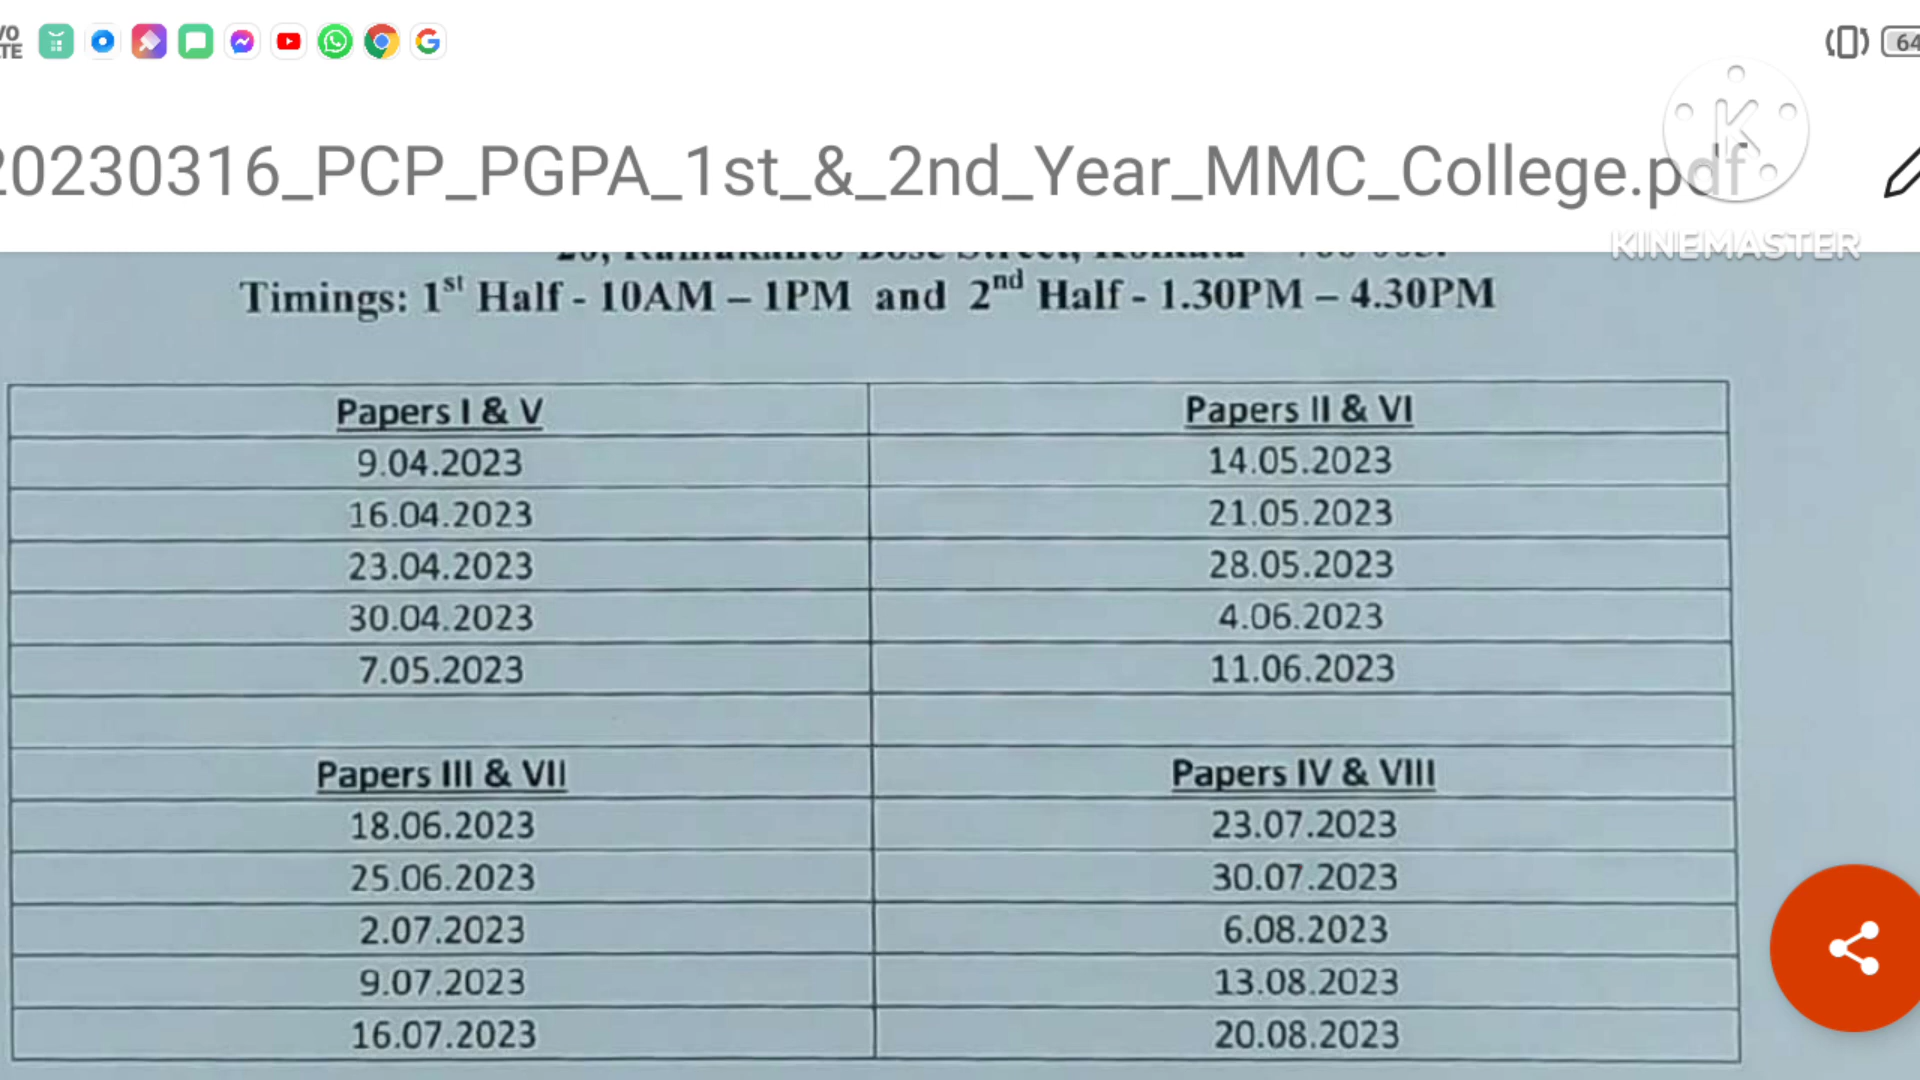 64
20230316_PCP_PGPA_1st_&_2nd_Year_MMC_College.pdf
KINEMASTER
Timings: 1st Half - 10AM – 1PM and 2nd Half - 1.30PM – 4.30PM
Papers I & V Papers II & VI
9.04.2023 14.05.2023
16.04.2023 21.05.2023
23.04.2023 28.05.2023
30.04.2023 4.06.2023
7.05.2023 11.06.2023
Papers III & VII Papers IV & VIII
18.06.2023 23.07.2023
25.06.2023 30.07.2023
2.07.2023 6.08.2023
9.07.2023 13.08.2023
16.07.2023 20.08.2023